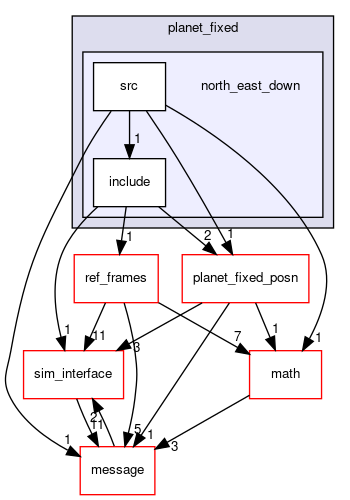 planet_fixed
src
north_east_down
1
include
1
2
1
ref_frames
planet_fixed_posn
1
11
3
7
1
1
sim_interface
math
2
11
5
1
1
3
message